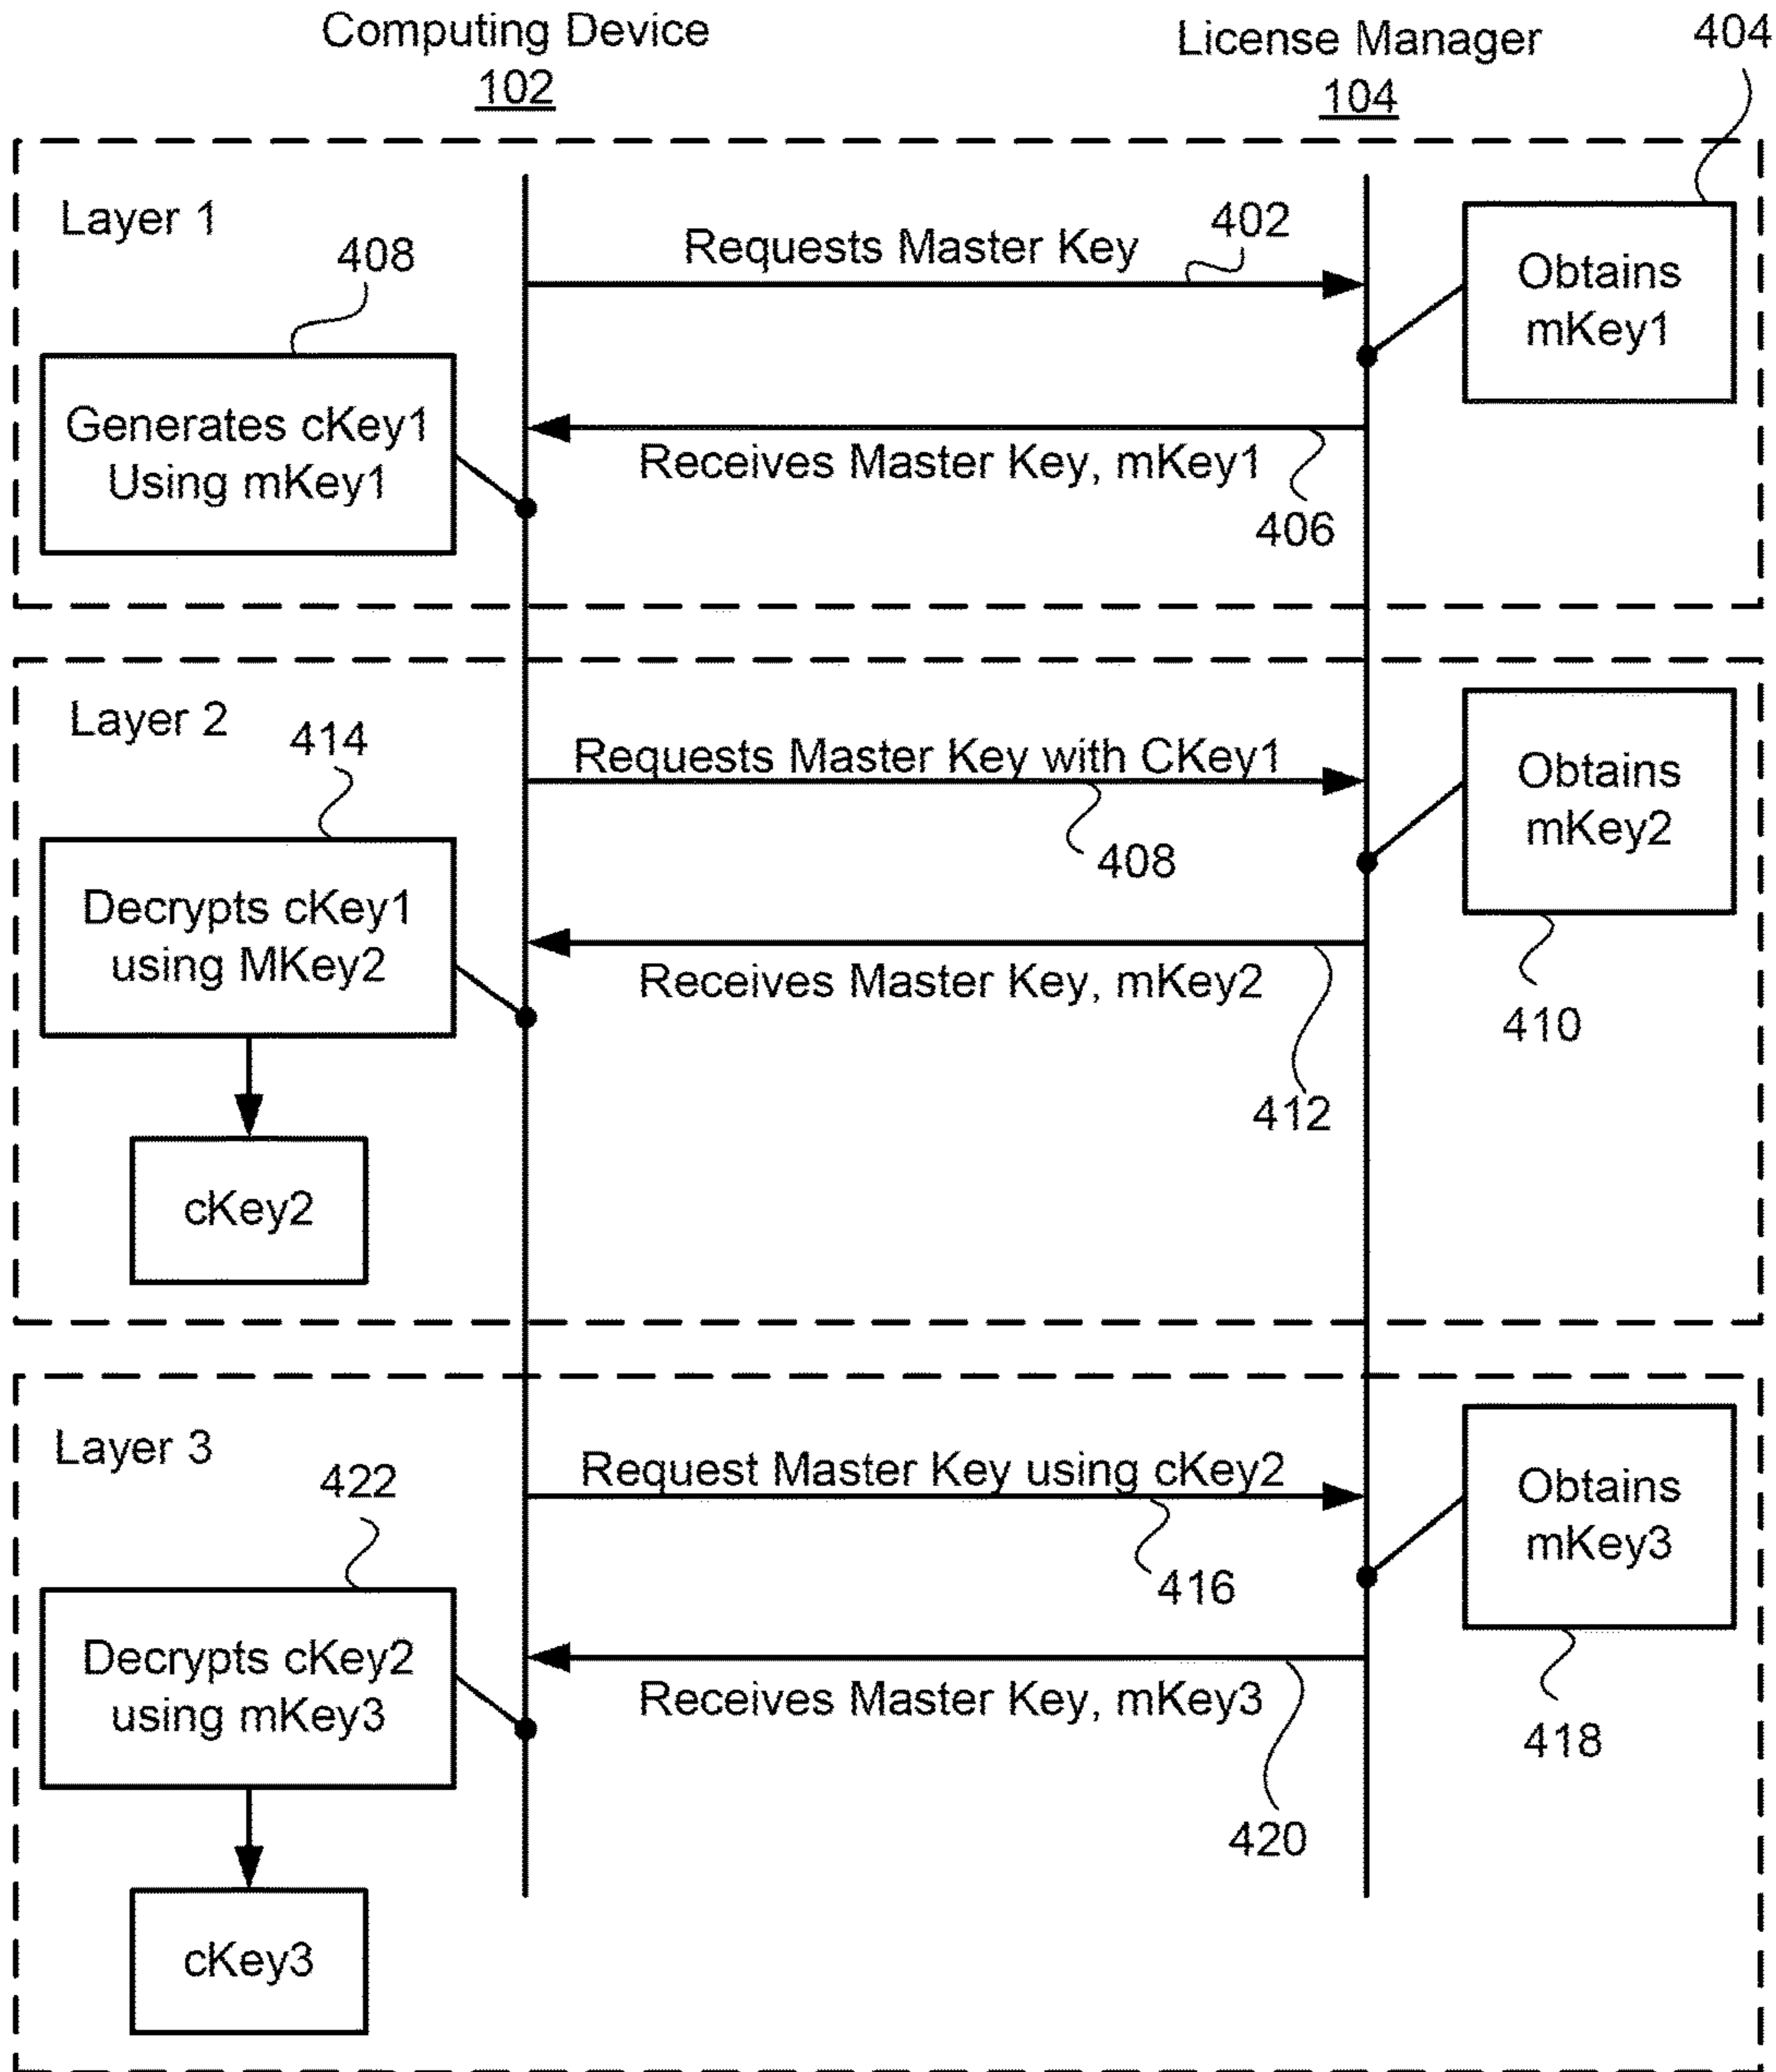 Computing Device
102
License Manager
104
404
Layer 1
408
Requests Master Key
402
Obtains
mKey1
Generates cKey1
Using mKey1
Receives Master Key, mKey1
406
Layer 2
414
Requests Master Key with CKey1
408
Obtains
mKey2
Decrypts cKey1
using MKey2
Receives Master Key, mKey2
412
410
cKey2
Layer 3
422
Request Master Key using cKey2
416
Obtains
mKey3
Decrypts cKey2
using mKey3
Receives Master Key, mKey3
420
418
cKey3